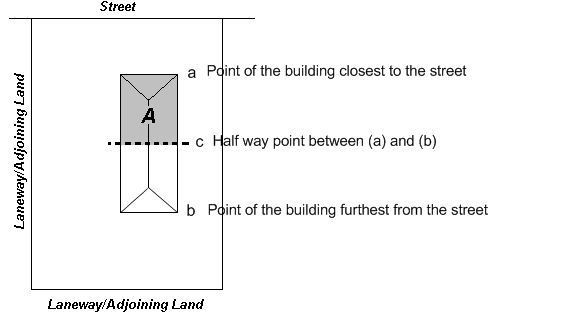 Street
a Point of the building closest to the street
A
c Half way point between (a) and (b)
Laneway/Adjoining Land
b Point of the building furthest from the street
Laneway/Adjoining Land